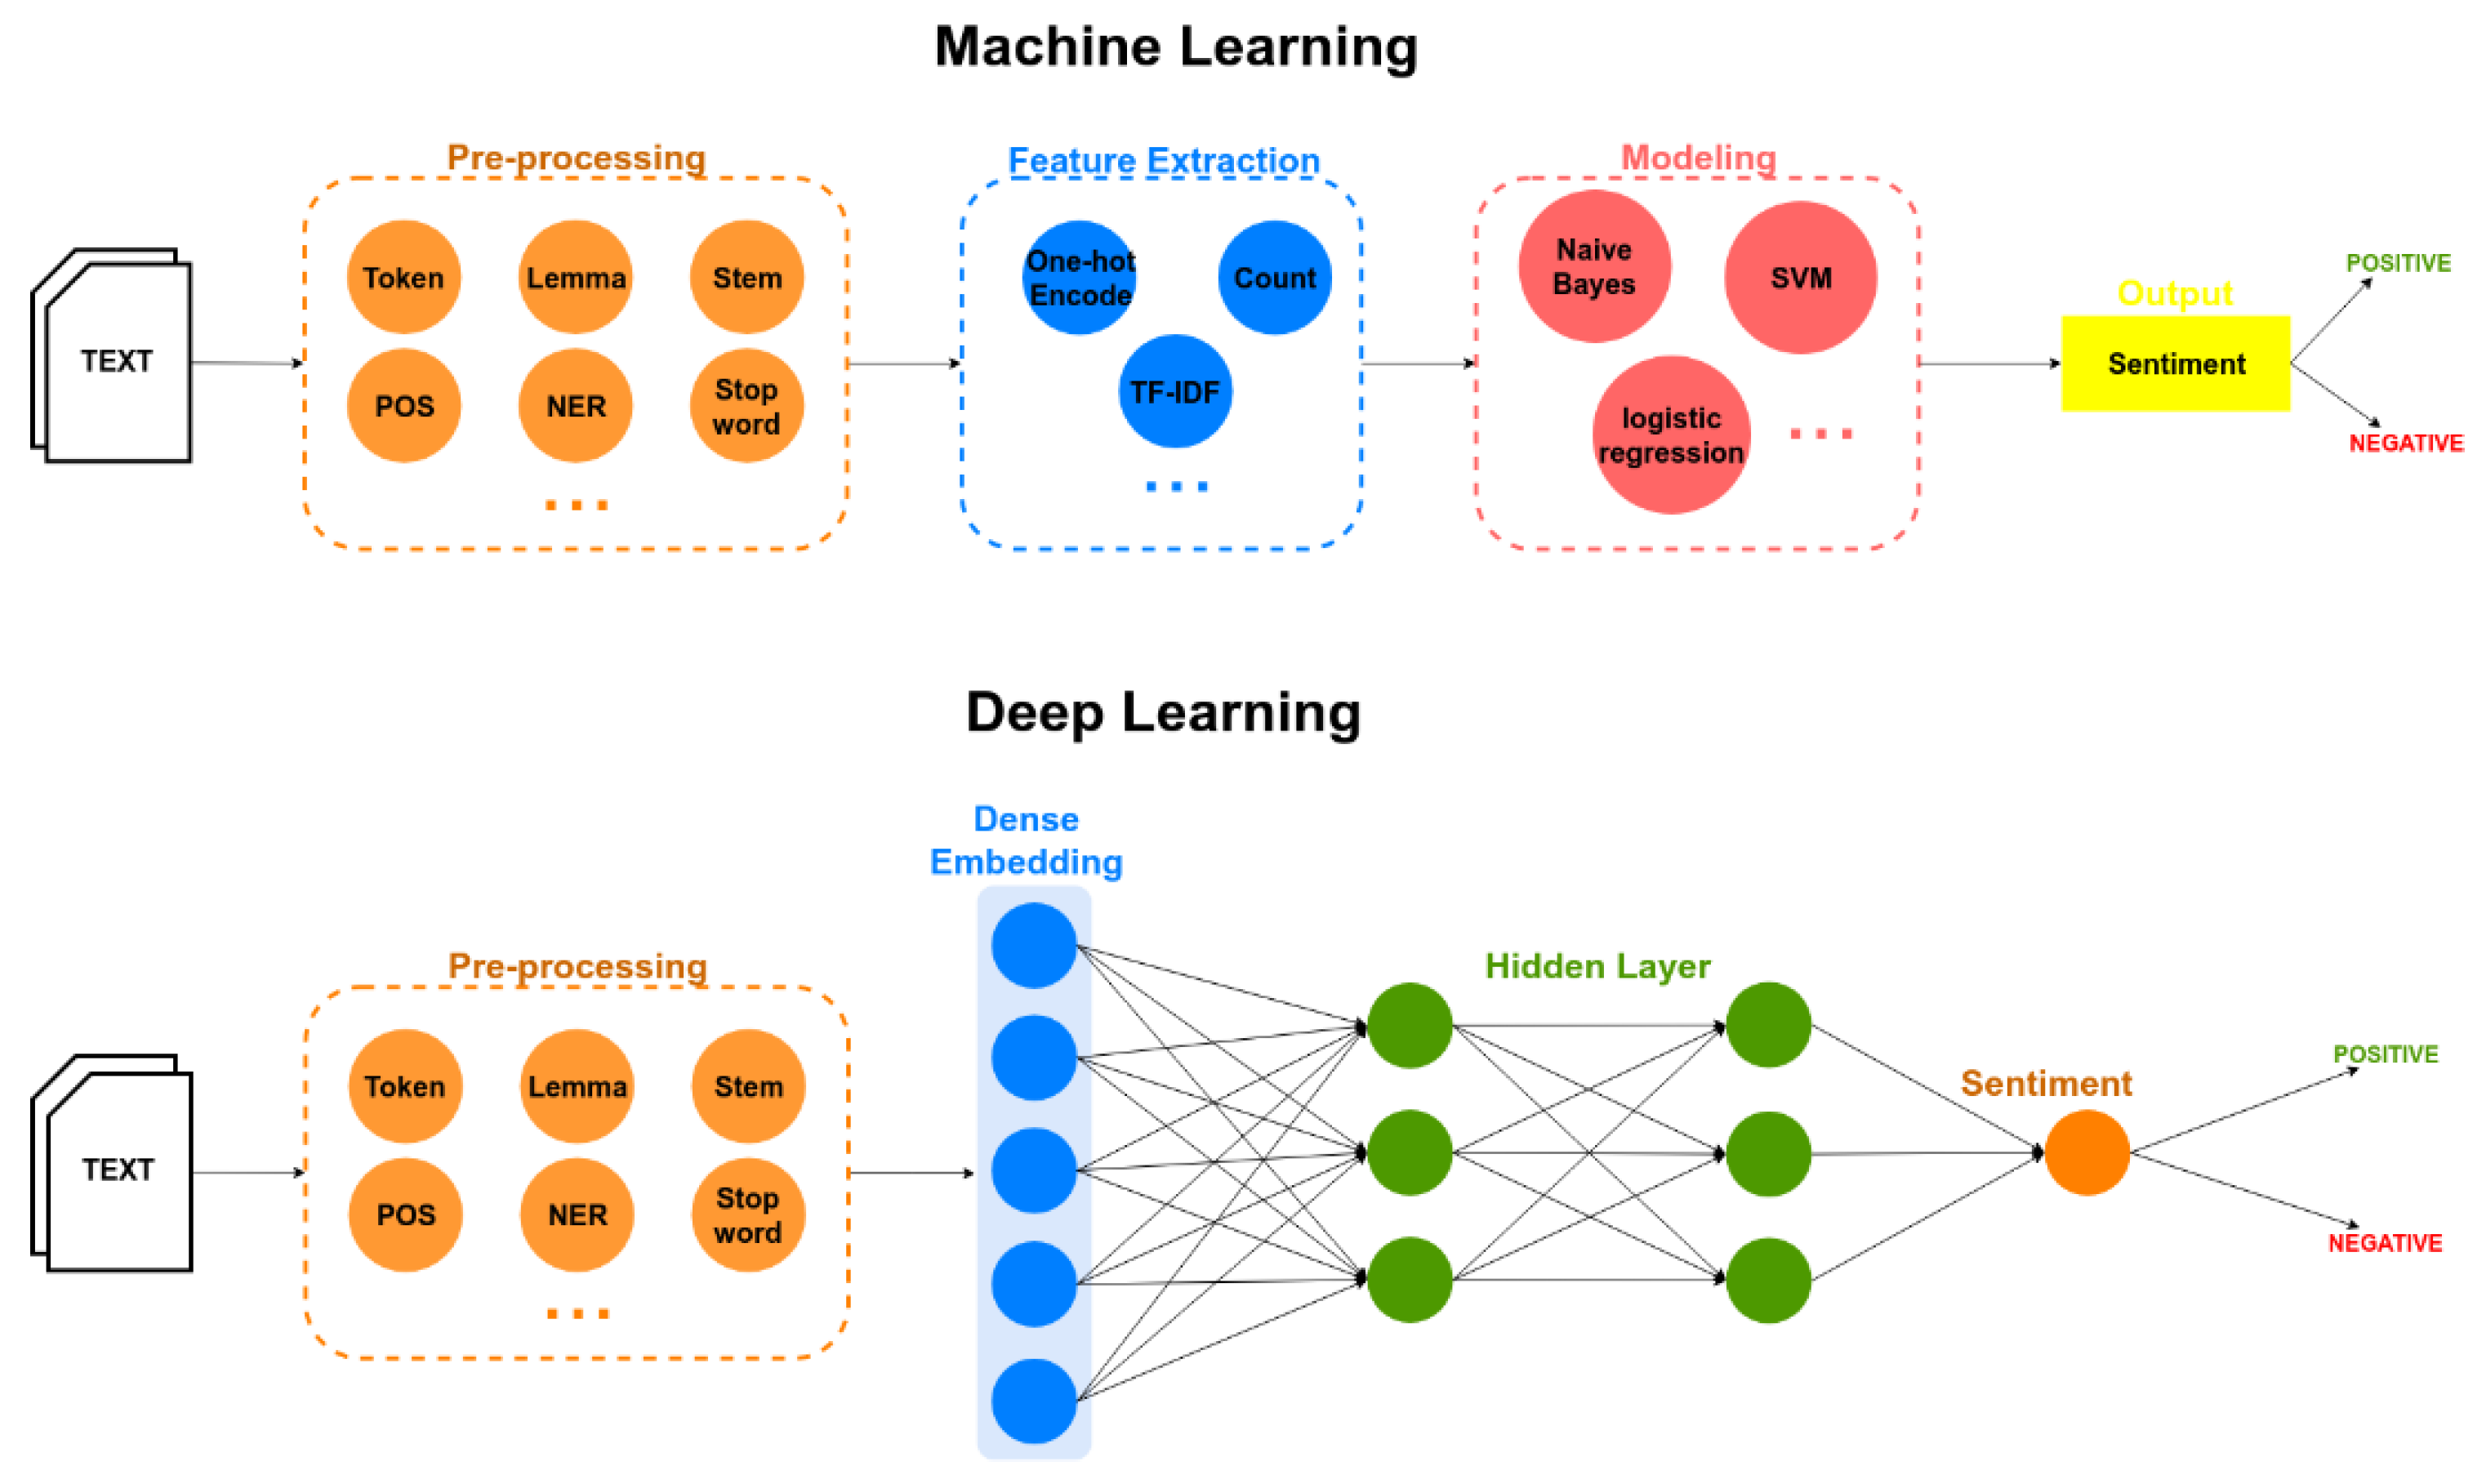 Machine Learning
Pre-processing
Feature Extraction
Modeling
TEXT
Token
Lemma
Stem
POS
NER
Stop
word
...
One-hot
Encode
Count
TF-IDF
...
Naive
Bayes
SVM
logistic
regression
...
Output
Sentiment
POSITIVE
NEGATIVE
Deep Learning
Dense
Embedding
Pre-processing
Hidden Layer
TEXT
Token
Lemma
Stem
POS
NER
Stop
word
...
Sentiment
POSITIVE
NEGATIVE